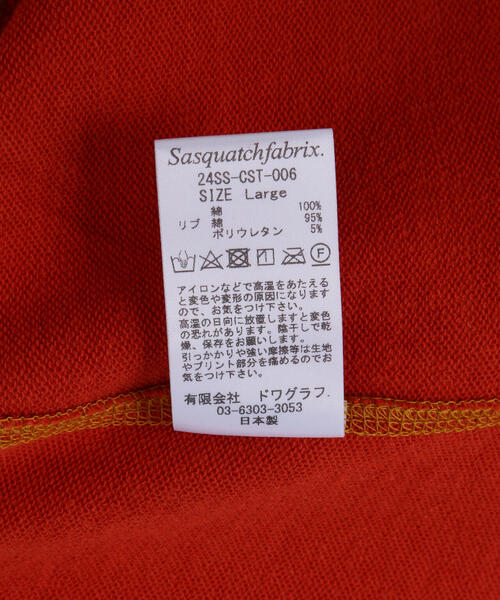 Sasquatchfabrix.
24SS-CST-006
SIZE Large
綿 100%
リブ 綿 95%
ポリウレタン 5%
F
アイロンなどで高温をあたえる
と変色や変形の原因になります
ので、お気をつけ下さい。
高温の日向に放置しますと変色
の恐れがあります。陰干しで乾
燥、保存をお願いします。
引っかかりや強い摩擦等は生地
やプリント部分を痛めるのでお
気をつけ下さい。
有限会社 ドワグラフ.
03-6303-3053
日本製